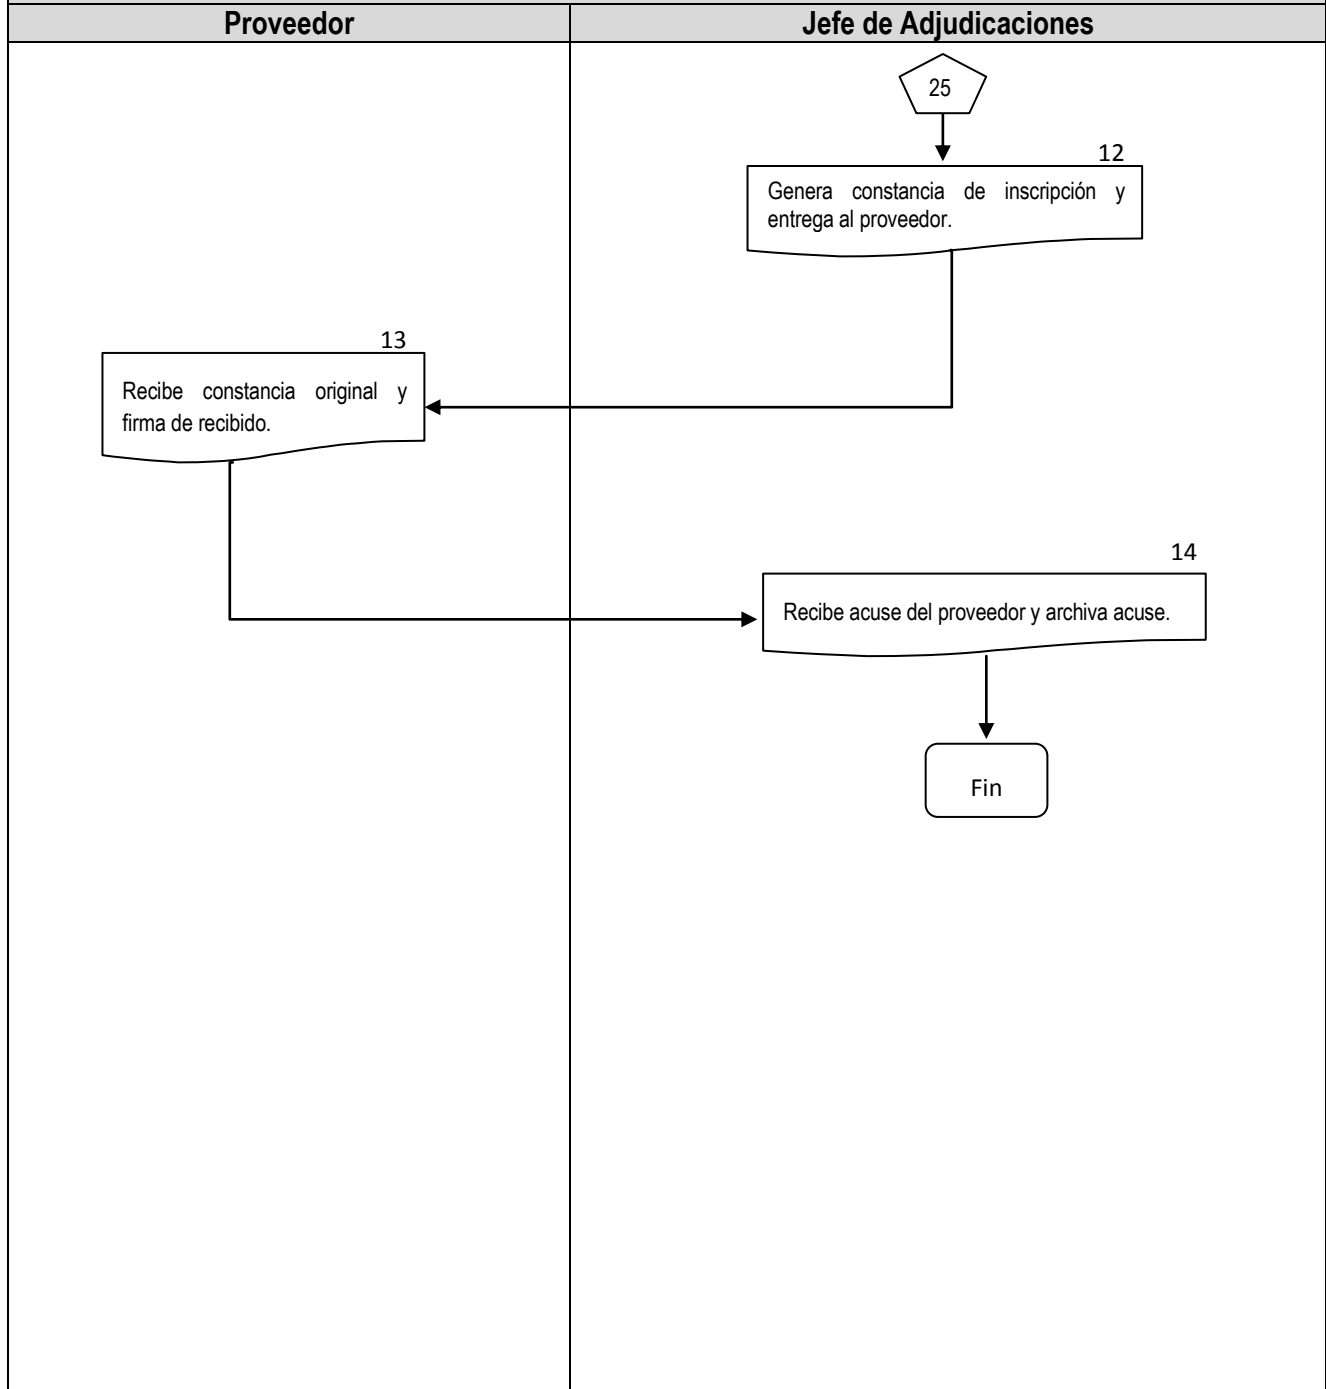 Proveedor
Jefe de Adjudicaciones
25
12
Genera constancia de inscripción y
entrega al proveedor.
13
Recibe constancia original y
firma de recibido.
14
Recibe acuse del proveedor y archiva acuse.
Fin